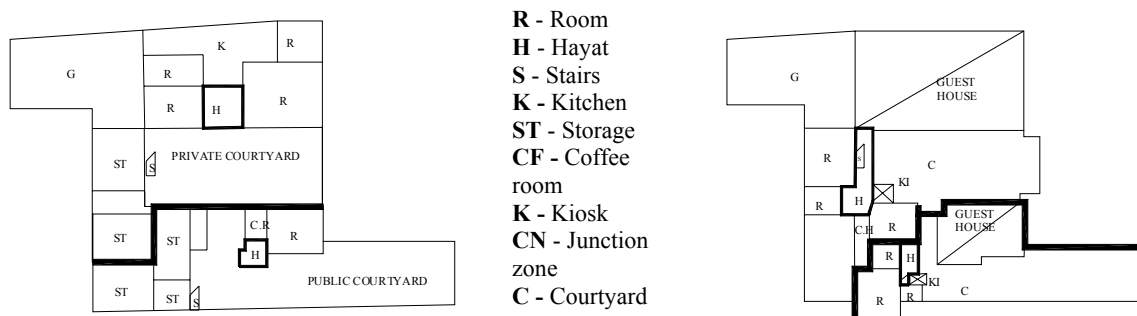 K
R
G
R
R
H
R
ST
S
PRIVATE COURTYARD
ST
ST
C.R
R
H
PUBLIC COURTYARD
ST
ST
S
R - Room
H - Hayat
S - Stairs
K - Kitchen
ST - Storage
CF - Coffee
room
K - Kiosk
CN - Junction
zone
C - Courtyard
G
GUEST
HOUSE
R
S
C
KI
R
H
C.H
R
GUEST
HOUSE
R
H
KI
C
R
R